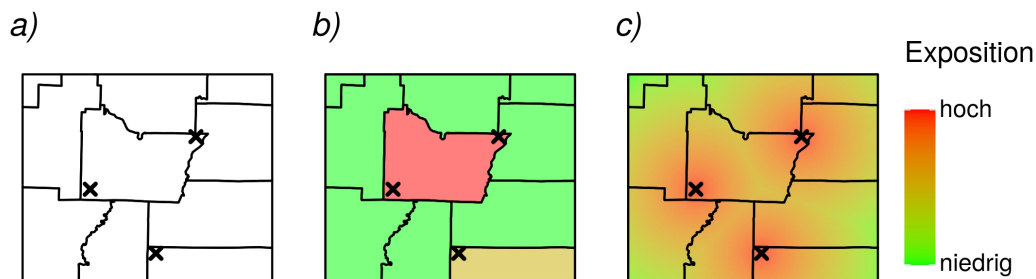 a)
b)
c)
Exposition
hoch
niedrig